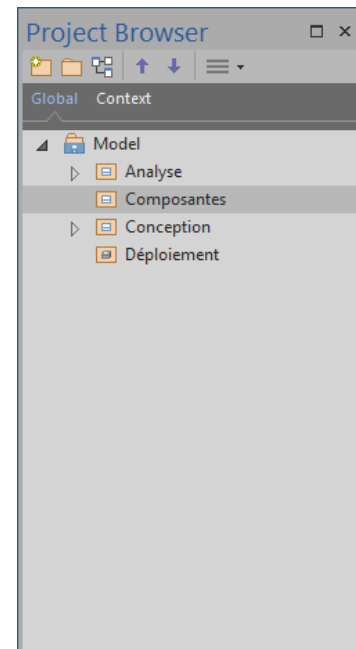 Project Browser
Global Context
Model
Analyse
Composantes
Conception
Déploiement